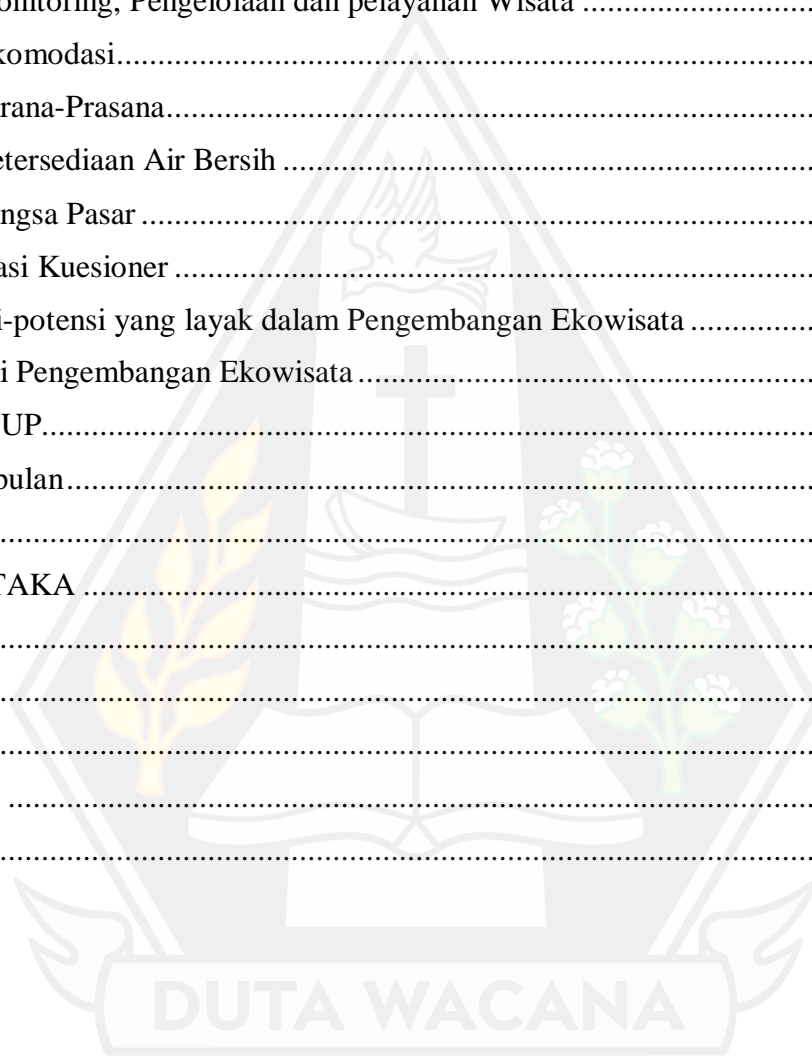 onitoring, Pengelolaan dan pelayanan Wisata ..........................
komodasi..........................................................................................
rana-Prasana....................................................................................
etersediaan Air Bersih ....................................................................
ngsa Pasar .......................................................................................
asi Kuesioner ...................................................................................
i-potensi yang layak dalam Pengembangan Ekowisata ...............
i Pengembangan Ekowisata ...........................................................
UP.....................................................................................................
pulan..................................................................................................
..........................................................................................................
TAKA ...............................................................................................
..........................................................................................................
..........................................................................................................
..........................................................................................................
..........................................................................................................
..........................................................................................................
DUTA WACANA